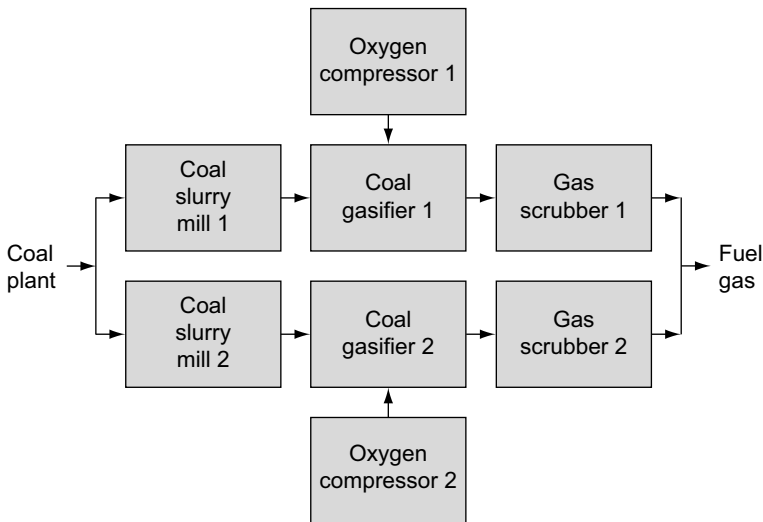 Oxygen
compressor 1
Coal
slurry
mill 1
Coal
gasifier 1
Gas
scrubber 1
Coal
plant
Fuel
gas
Coal
slurry
mill 2
Coal
gasifier 2
Gas
scrubber 2
Oxygen
compressor 2